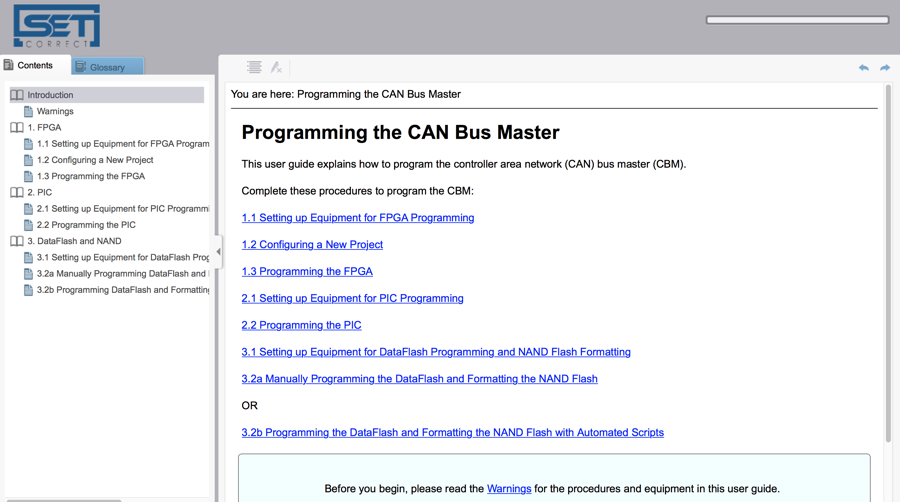 SETI
CORRECT
Contents
Glossary
Introduction
Warnings
1. FPGA
1.1 Setting up Equipment for FPGA Program
1.2 Configuring a New Project
1.3 Programming the FPGA
2. PIC
2.1 Setting up Equipment for PIC Programmi
2.2 Programming the PIC
3. DataFlash and NAND
3.1 Setting up Equipment for DataFlash Prog
3.2a Manually Programming DataFlash and
3.2b Programming DataFlash and Formatting
You are here: Programming the CAN Bus Master
Programming the CAN Bus Master
This user guide explains how to program the controller area network (CAN) bus master (CBM).
Complete these procedures to program the CBM:
1.1 Setting up Equipment for FPGA Programming
1.2 Configuring a New Project
1.3 Programming the FPGA
2.1 Setting up Equipment for PIC Programming
2.2 Programming the PIC
3.1 Setting up Equipment for DataFlash Programming and NAND Flash Formatting
3.2a Manually Programming the DataFlash and Formatting the NAND Flash
OR
3.2b Programming the DataFlash and Formatting the NAND Flash with Automated Scripts
Before you begin, please read the Warnings for the procedures and equipment in this user guide.